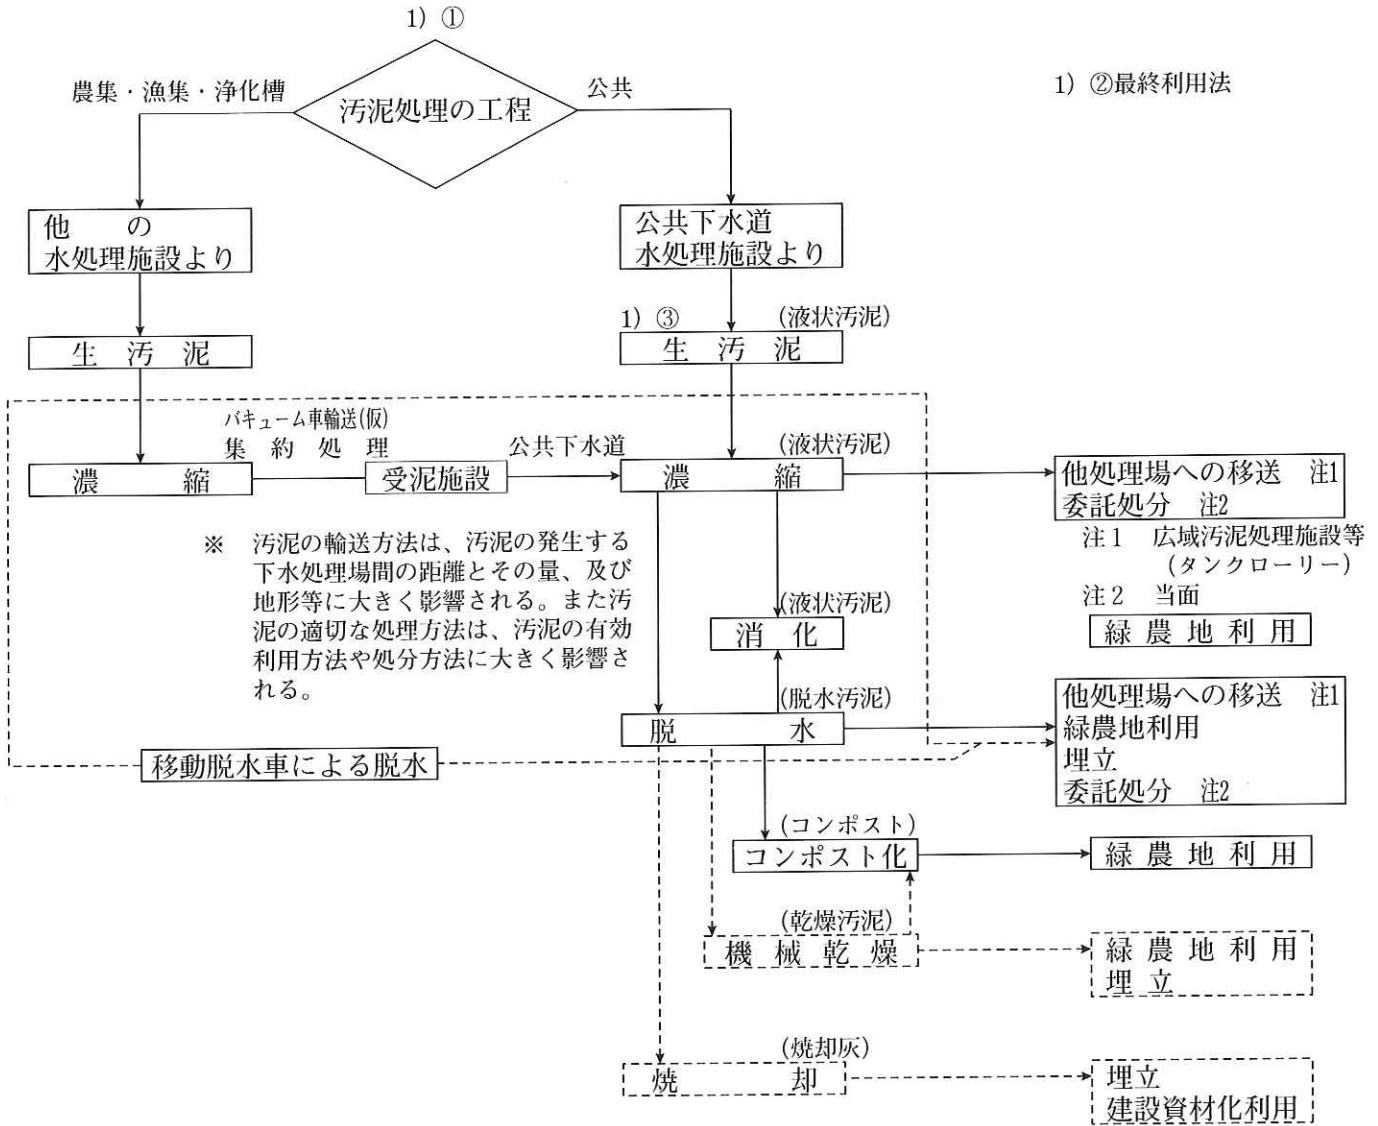 1) ①
農集・漁集・浄化槽
公共
1) ②最終利用法
汚泥処理の工程
他　の
水処理施設より
公共下水道
水処理施設より
1) ③
(液状汚泥)
生 汚 泥
生 汚 泥
バキューム車輸送(仮)
集 約 処 理
公共下水道
(液状汚泥)
濃　縮
受泥施設
濃　縮
他処理場への移送　注1
委託処分　注2
注1　広域汚泥処理施設等
(タンクローリー)
注2　当面
緑 農 地 利 用
※　汚泥の輸送方法は、汚泥の発生する
下水処理場間の距離とその量、及び
地形等に大きく影響される。また汚
泥の適切な処理方法は、汚泥の有効
利用方法や処分方法に大きく影響さ
れる。
(液状汚泥)
消 化
(脱水汚泥)
脱　水
他処理場への移送　注1
緑農地利用
埋立
委託処分　注2
移動脱水車による脱水
(コンポスト)
コンポスト化
緑 農 地 利 用
(乾燥汚泥)
機 械 乾 燥
緑 農 地 利 用
埋 立
(焼却灰)
焼　却
埋立
建設資材化利用